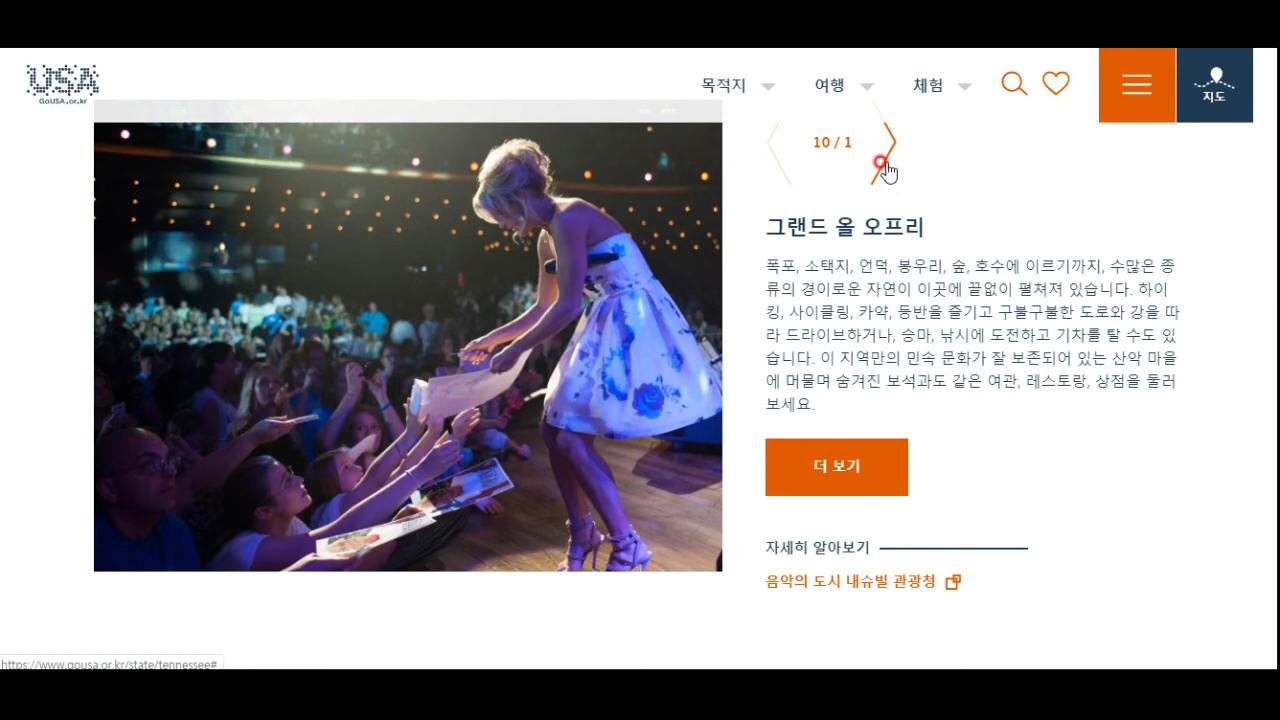 USA
GoUSA.or.kr
목적지
여행
체험
지도
10 / 1
그랜드 올 오프리
폭포, 소택지, 언덕, 봉우리, 숲, 호수에 이르기까지, 수많은 종
류의 경이로운 자연이 이곳에 끝없이 펼쳐져 있습니다. 하이
킹, 사이클링, 카약, 등반을 즐기고 구불구불한 도로와 강을 따
라 드라이브하거나, 승마, 낚시에 도전하고 기차를 탈 수도 있
습니다. 이 지역만의 민속 문화가 잘 보존되어 있는 산악 마을
에 머물며 숨겨진 보석과도 같은 여관, 레스토랑, 상점을 둘러
보세요.
더 보기
자세히 알아보기
음악의 도시 내슈빌 관광청
https://www.gousa.or.kr/state/tennessee#